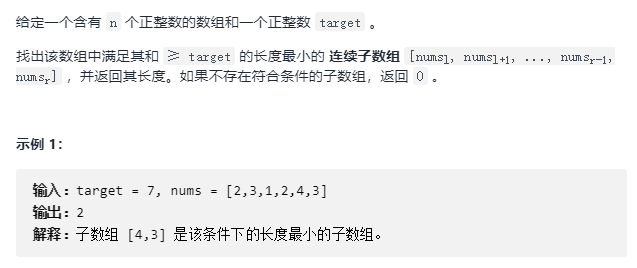 给定一个含有 n 个正整数的数组和一个正整数 target 。
找出该数组中满足其和 ≥ target 的长度最小的 连续子数组 [numsl, numsl+1, ..., numsr-1,
numsr] ，并返回其长度。如果不存在符合条件的子数组，返回 0 。
示例 1：
输入：target = 7, nums = [2,3,1,2,4,3]
输出：2
解释：子数组 [4,3] 是该条件下的长度最小的子数组。